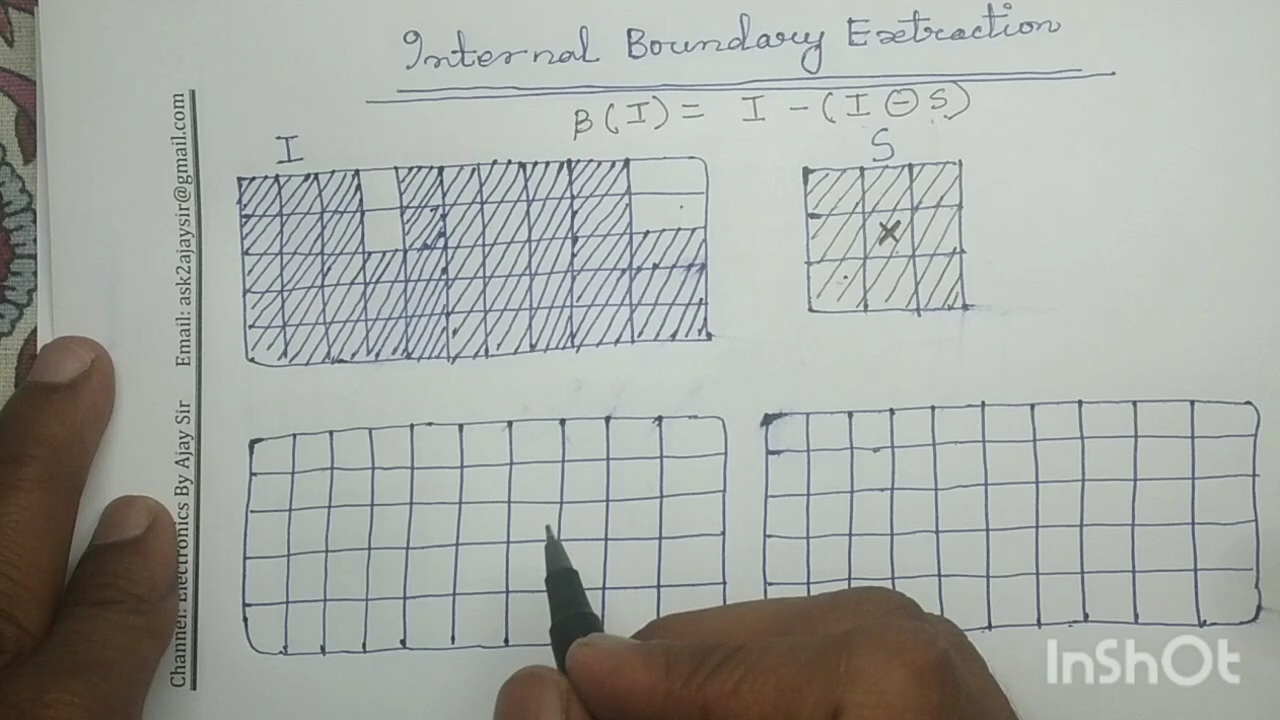 Internal Boundary Extraction
β(I) = I - (I ⊖ S)
I
S
×
Channel: Electronics By Ajay Sir Email: ask2ajaysir@gmail.com
InShOt